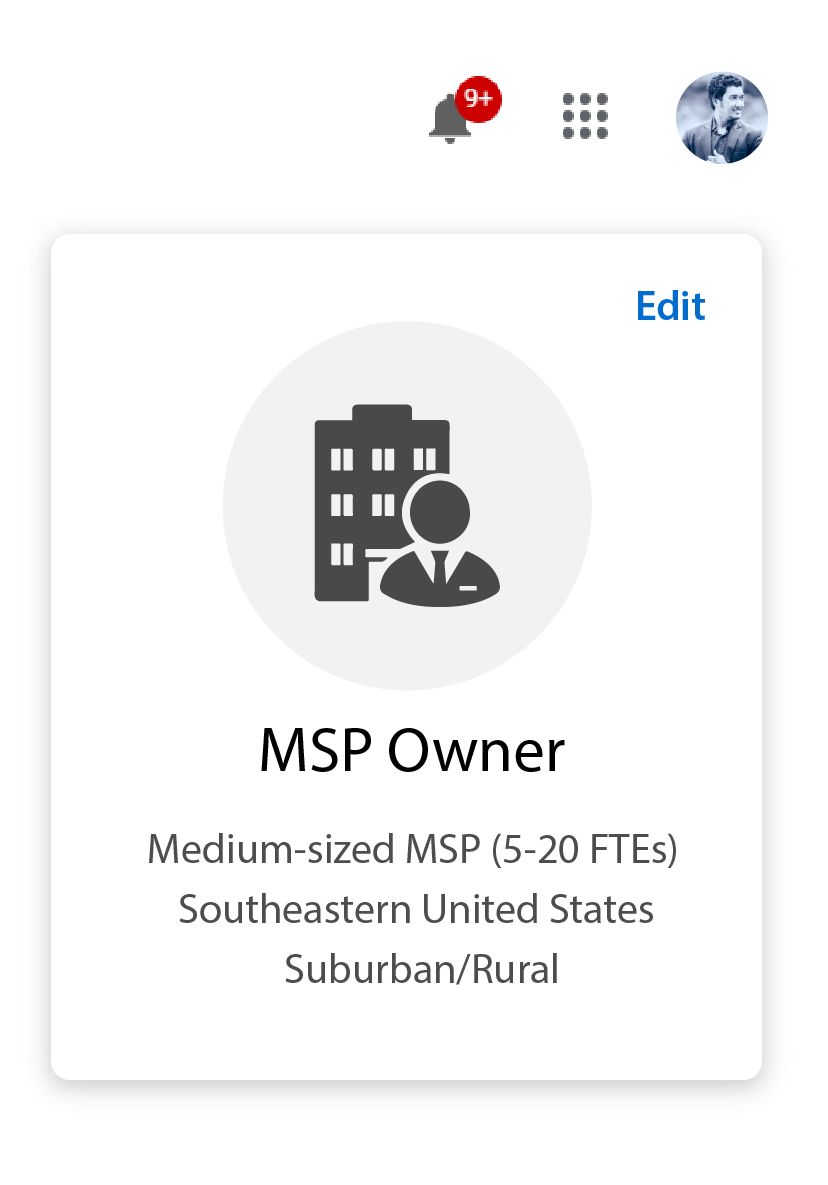 9+
Edit
MSP Owner
Medium-sized MSP (5-20 FTEs)
Southeastern United States
Suburban/Rural